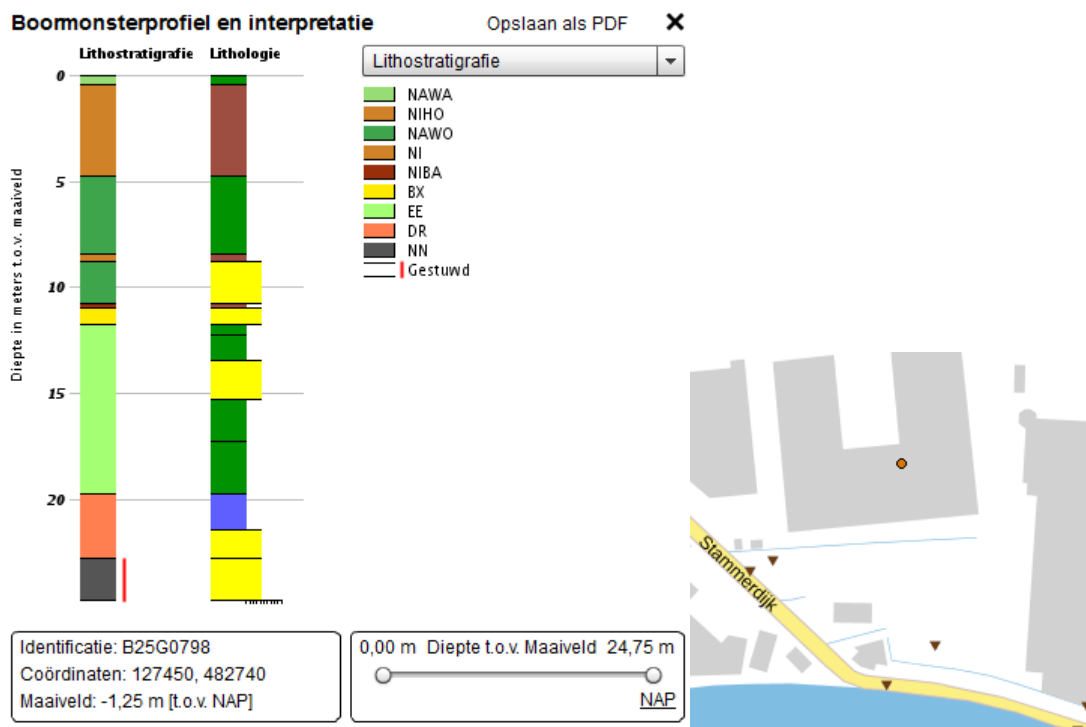 Boormonsterprofiel en interpretatie
Opslaan als PDF
Lithostratigrafie
Lithologie
Lithostratigrafie
NAWA
NIHO
NAWO
NI
NIBA
BX
EE
DR
NN
Gestuwd
Diepte in meters t.o.v. maaiveld
0
5
10
15
20
Identificatie: B25G0798
Coördinaten: 127450, 482740
Maaiveld: -1,25 m [t.o.v. NAP]
0,00 m Diepte t.o.v. Maaiveld 24,75 m
NAP
Stammerdijk